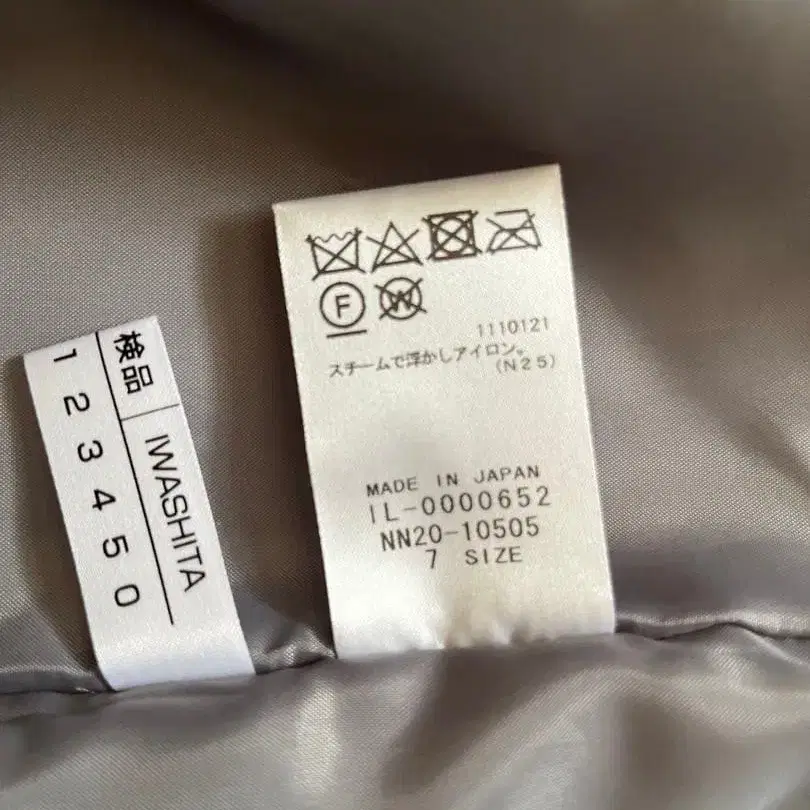 検品 IWASHITA
1 2 3 4 5 0
F W
1110121
スチームで浮かしアイロン。
(N25)
MADE IN JAPAN
IL-0000652
NN20-10505
7 SIZE